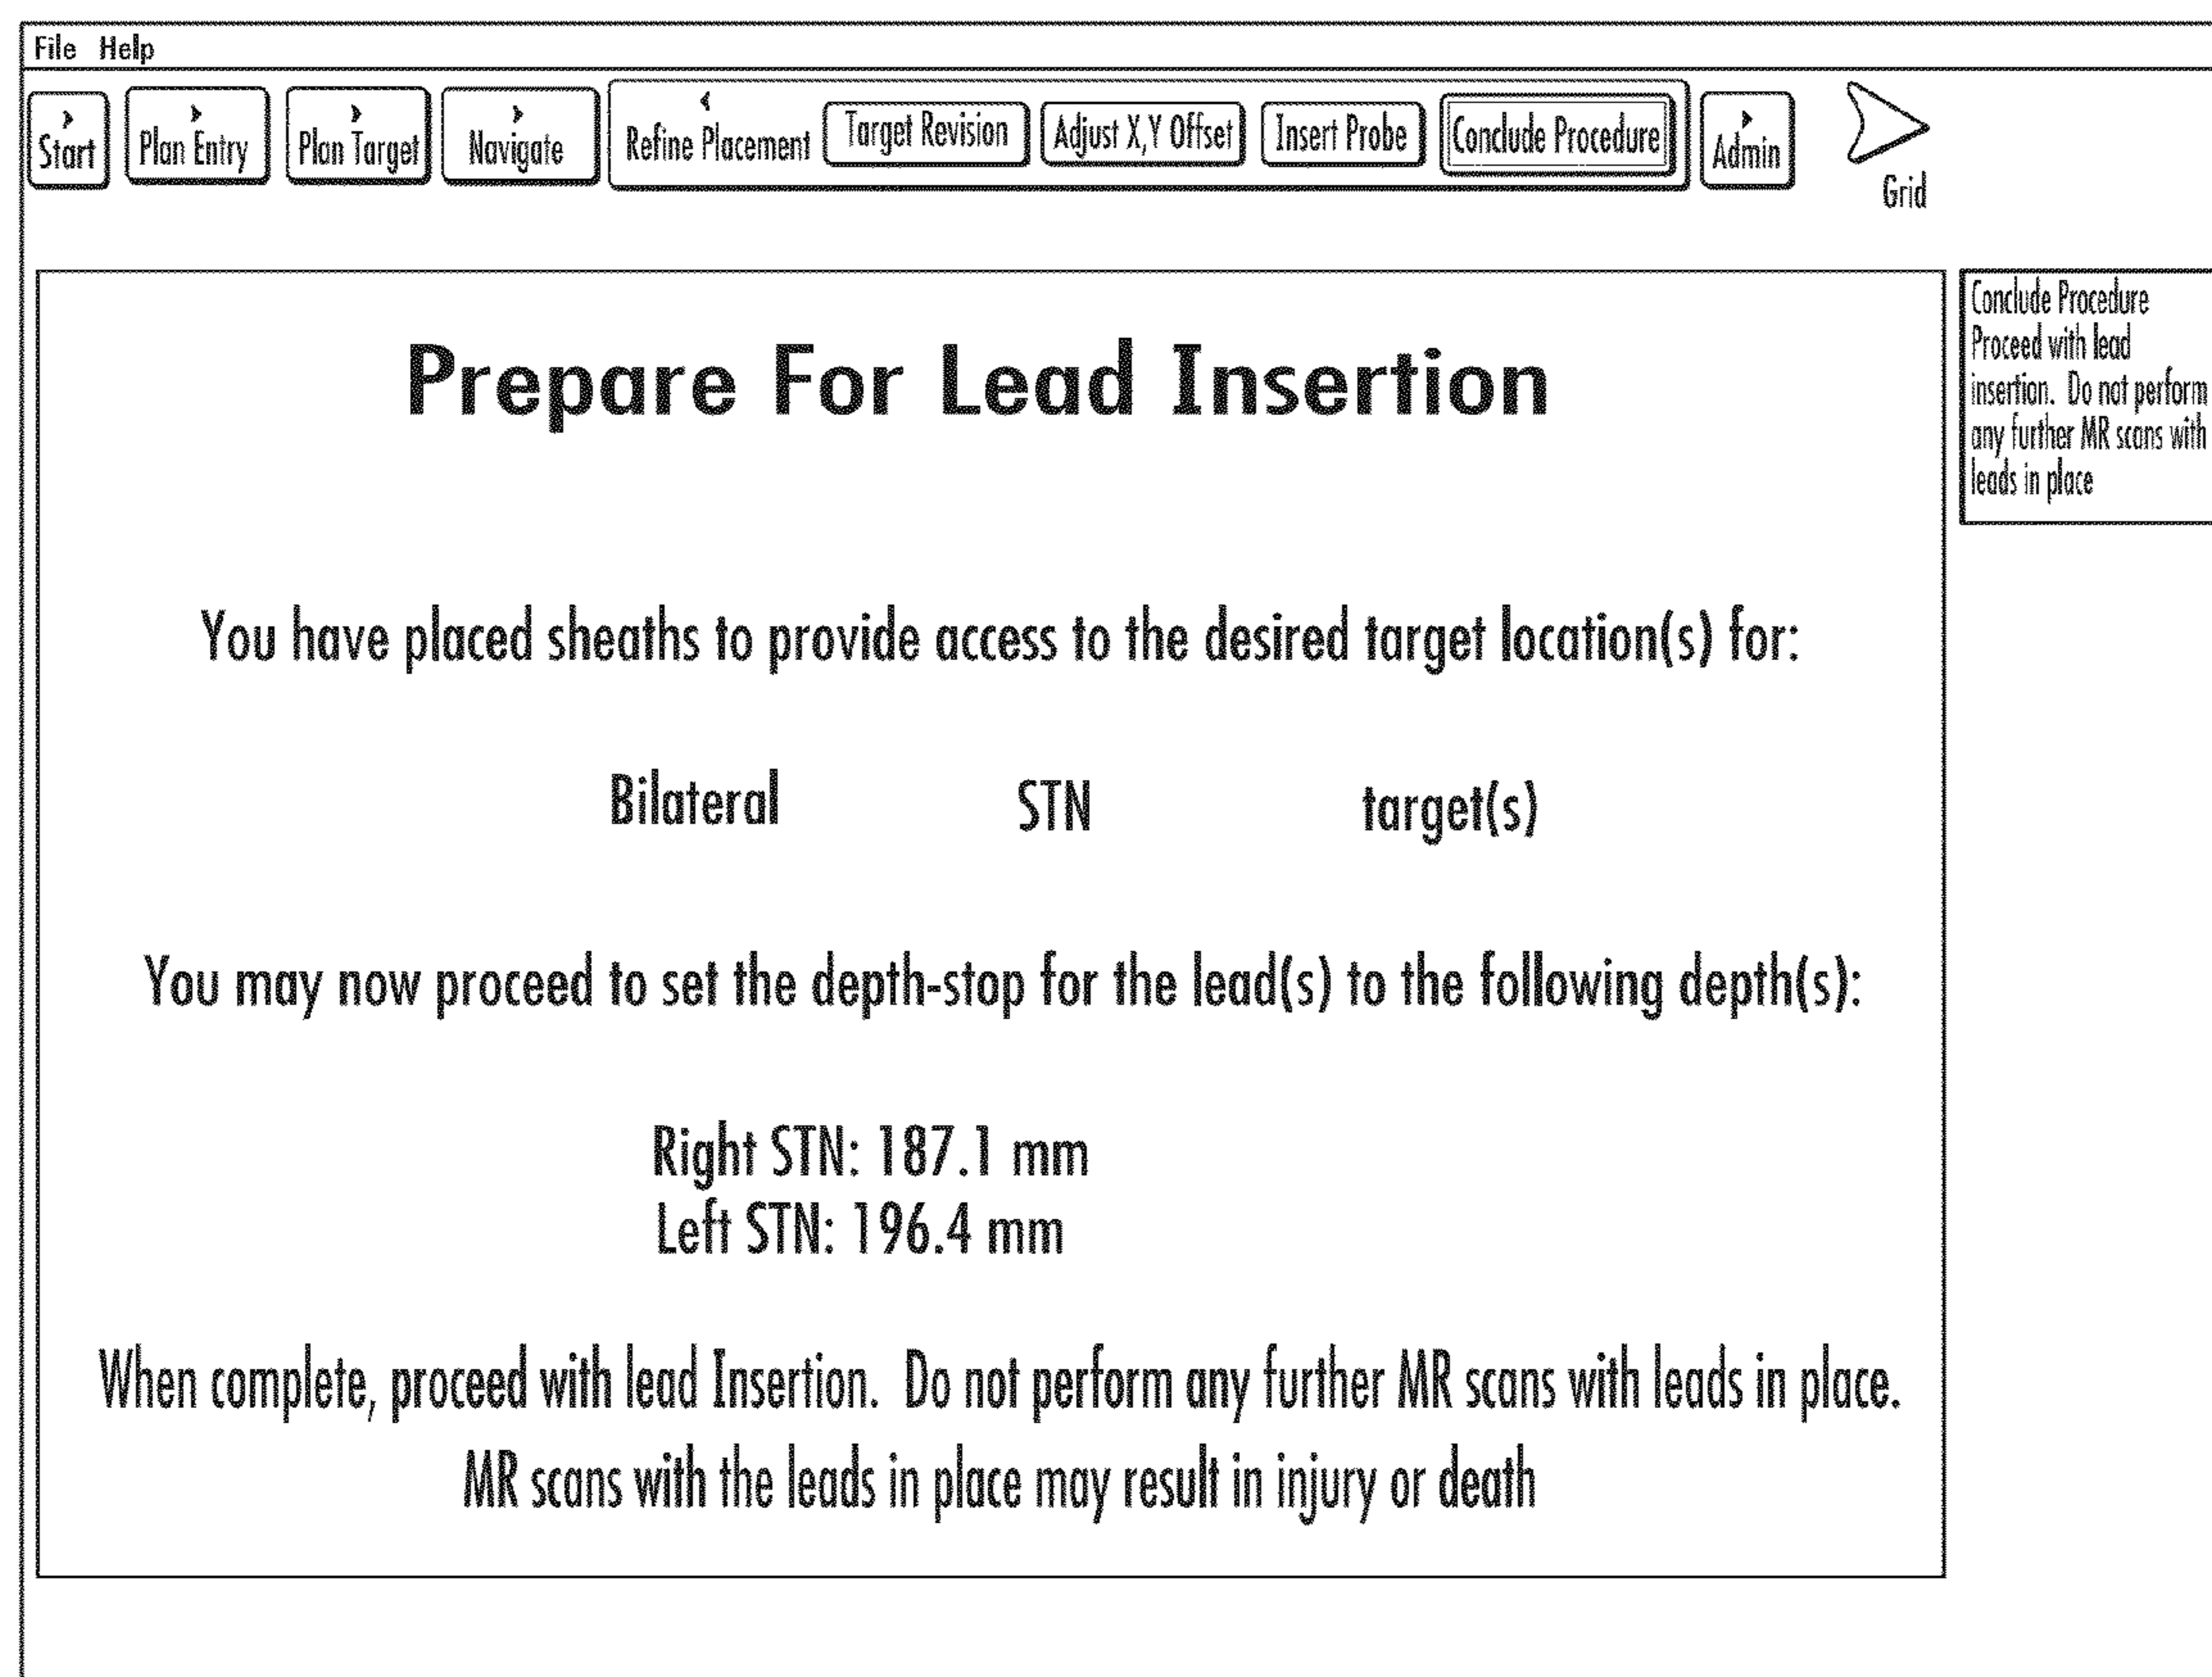 File Help
Start Plan Entry Plan Target Navigate Refine Placement Target Revision Adjust X,Y Offset Insert Probe Conclude Procedure Admin
Grid
Prepare For Lead Insertion
You have placed sheaths to provide access to the desired target location(s) for:
Bilateral STN target(s)
You may now proceed to set the depth-stop for the lead(s) to the following depth(s):
Right STN: 187.1 mm
Left STN: 196.4 mm
When complete, proceed with lead Insertion. Do not perform any further MR scans with leads in place.
MR scans with the leads in place may result in injury or death
Conclude Procedure
Proceed with lead
insertion. Do not perform
any further MR scans with
leads in place